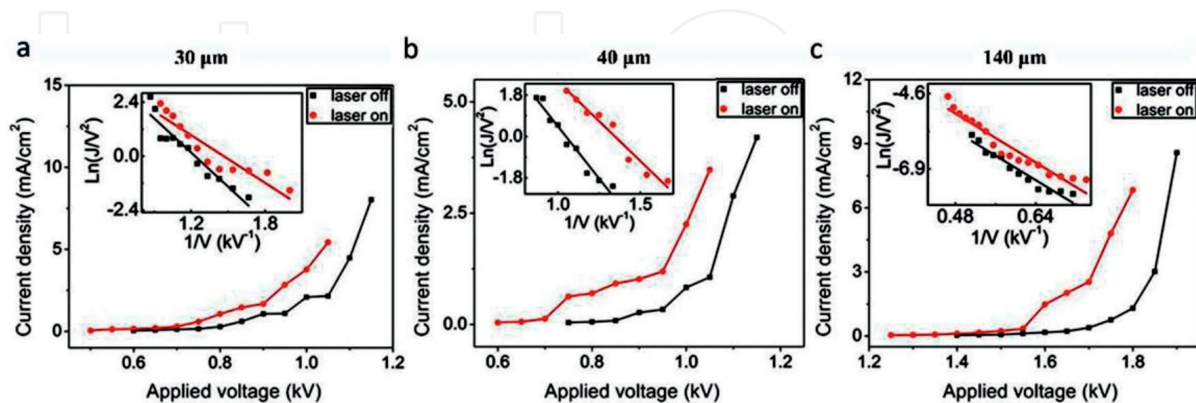 a
30 μm
Current density (mA/cm²)
15
10
5
0
2.4
0.0
-2.4
Ln(J/V²)
1.2 1.8
1/V (kV⁻¹)
laser off
laser on
0.6 0.8 1.0 1.2
Applied voltage (kV)
b
40 μm
Current density (mA/cm²)
5.0
2.5
0.0
1.8
0.0
-1.8
Ln(J/V²)
1.0 1.5
1/V (kV⁻¹)
laser off
laser on
0.6 0.8 1.0 1.2
Applied voltage (kV)
c
140 μm
Current density (mA/cm²)
12
9
6
3
0
-4.6
-6.9
Ln(J/V²)
0.48 0.64
1/V (kV⁻¹)
laser off
laser on
1.2 1.4 1.6 1.8
Applied voltage (kV)